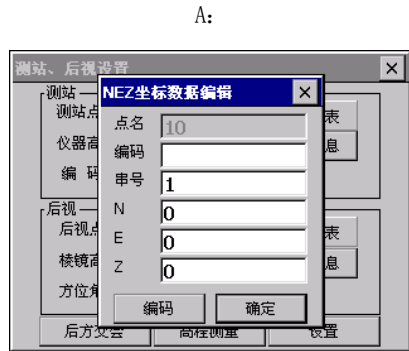 A:
测站、后视设置
测站
NEZ坐标数据编辑
测站点
点名 10
表
仪器高
编码
息
编 码
串号 1
后视
N 0
后视点
表
E 0
棱镜高
息
Z 0
方位角
编码 确定
后方交会 高程测量 设置